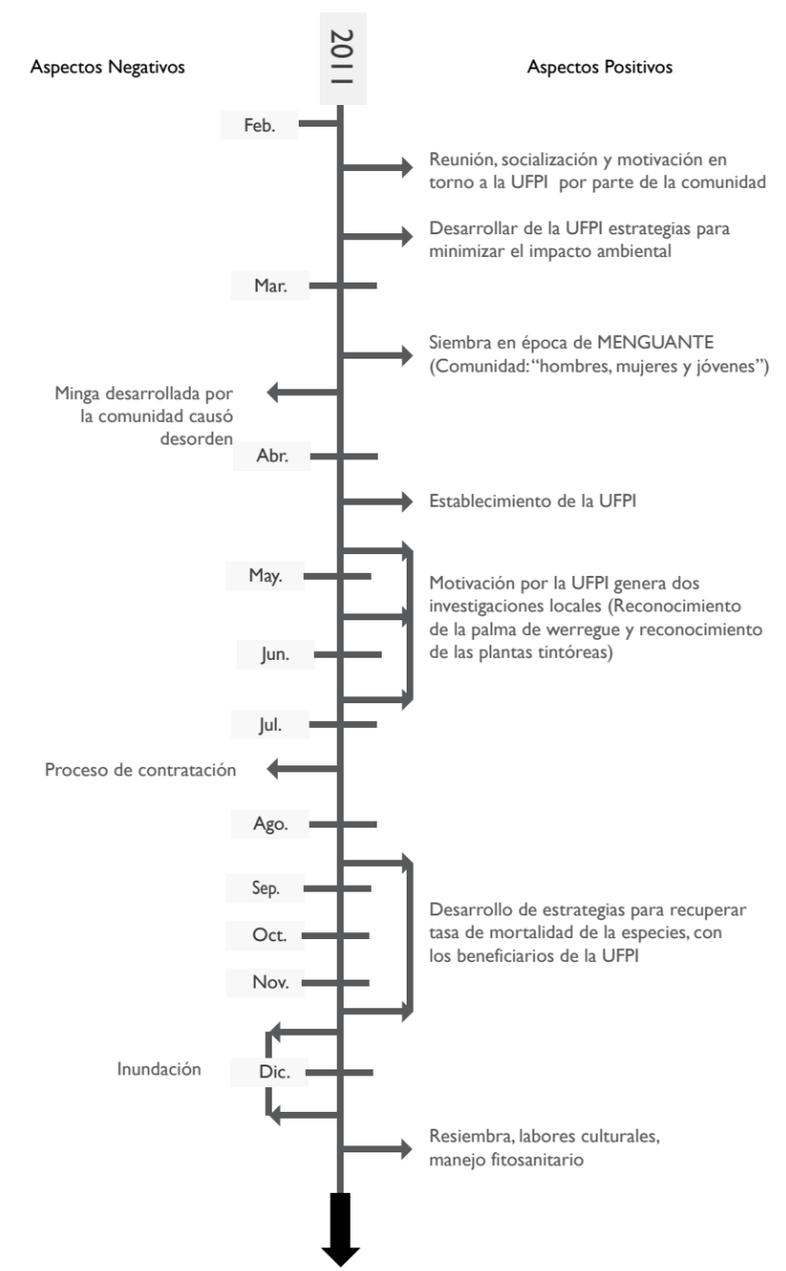 2011
Aspectos Negativos
Aspectos Positivos
Feb.
Reunión, socialización y motivación en
torno a la UFPI por parte de la comunidad
Desarrollar de la UFPI estrategias para
minimizar el impacto ambiental
Mar.
Siembra en época de MENGUANTE
(Comunidad: “hombres, mujeres y jóvenes”)
Minga desarrollada por
la comunidad causó
desorden
Abr.
Establecimiento de la UFPI
May.
Motivación por la UFPI genera dos
investigaciones locales (Reconocimiento
de la palma de werregue y reconocimiento
de las plantas tintóreas)
Jun.
Jul.
Proceso de contratación
Ago.
Sep.
Desarrollo de estrategias para recuperar
tasa de mortalidad de la especies, con
los beneficiarios de la UFPI
Oct.
Nov.
Inundación
Dic.
Resiembra, labores culturales,
manejo fitosanitario